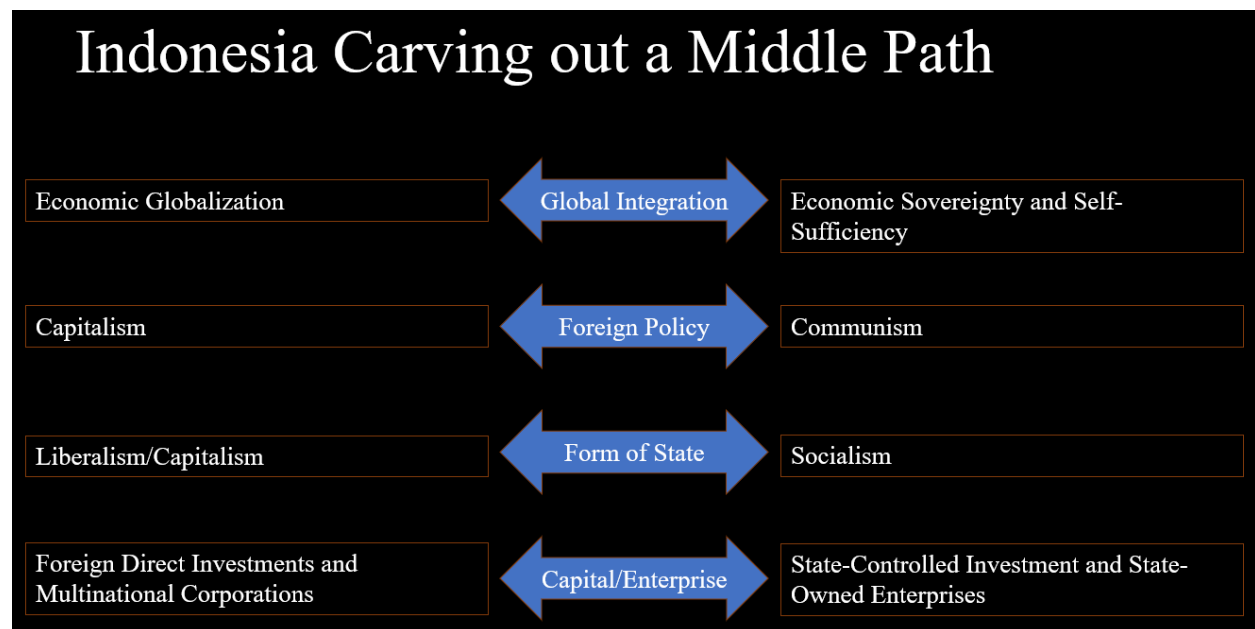 Indonesia Carving out a Middle Path
Economic Globalization
Global Integration
Economic Sovereignty and Self-
Sufficiency
Capitalism
Foreign Policy
Communism
Liberalism/Capitalism
Form of State
Socialism
Foreign Direct Investments and
Multinational Corporations
Capital/Enterprise
State-Controlled Investment and State-
Owned Enterprises